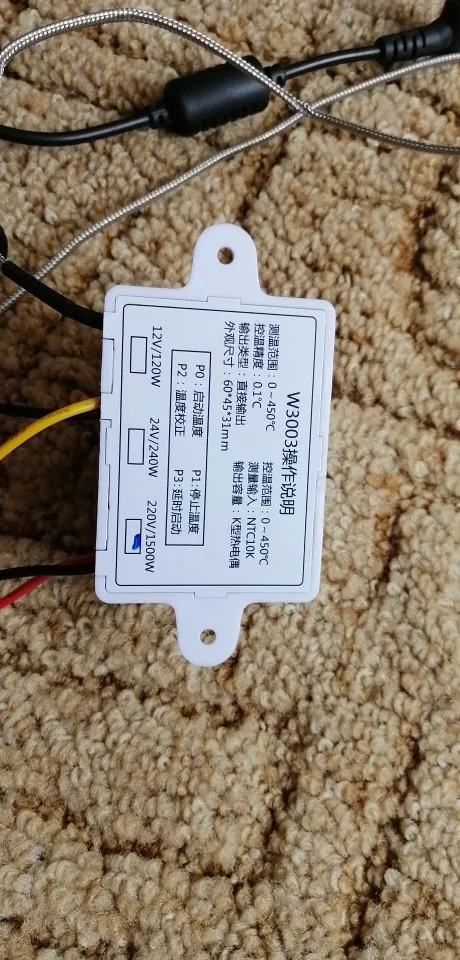 W3003操作说明
测温范围：0～450℃ 控温范围：0～450℃
控温精度：0.1℃ 测量输入：NTC10K
输出类型：直接输出 输出容量：K型热电偶
外观尺寸：60*45*31mm
P0：启动温度 P1:停止温度
P2：温度校正 P3:延时启动
12V/120W 24V/240W 220V/1500W